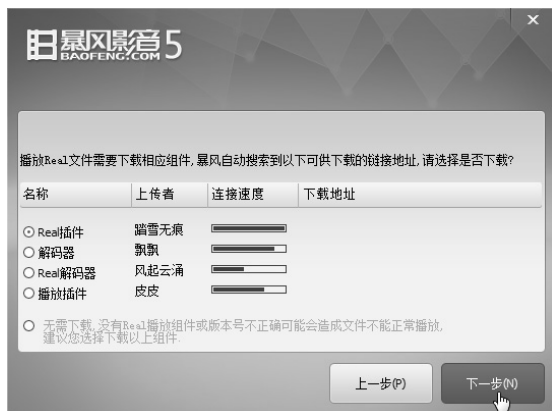 暴风影音5
BAOFENG.COM
播放Real文件需要下载相应组件,暴风自动搜索到以下可供下载的链接地址,请选择是否下载?
名称 上传者 连接速度 下载地址
Real插件 踏雪无痕
解码器 飘飘
Real解码器 风起云涌
播放插件 皮皮
无需下载,没有Real播放组件或版本号不正确可能会造成文件不能正常播放,
建议您选择下载以上组件.
上一步(P) 下一步(N)